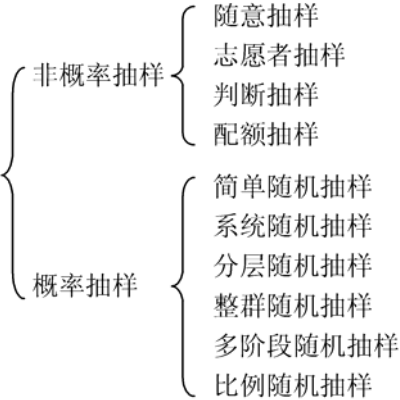 非概率抽样
随意抽样
志愿者抽样
判断抽样
配额抽样
概率抽样
简单随机抽样
系统随机抽样
分层随机抽样
整群随机抽样
多阶段随机抽样
比例随机抽样